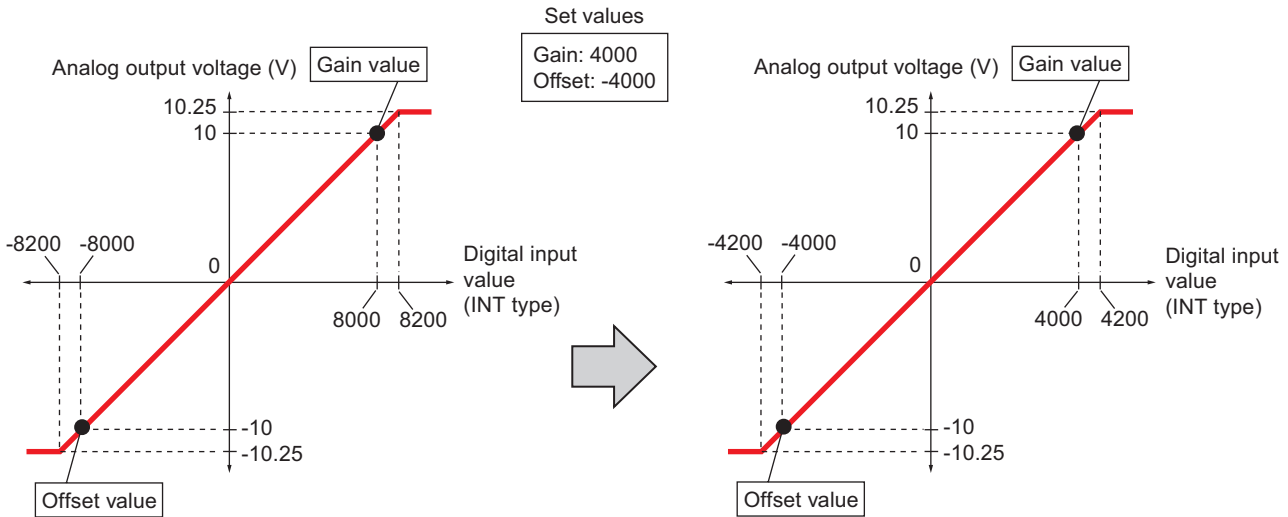 Set values
Gain: 4000
Offset: -4000
Analog output voltage (V)
Gain value
10.25
10
-8200
-8000
0
Digital input
value
(INT type)
8000
8200
-10
-10.25
Offset value
Analog output voltage (V)
Gain value
10.25
10
-4200
-4000
0
Digital input
value
(INT type)
4000
4200
-10
-10.25
Offset value